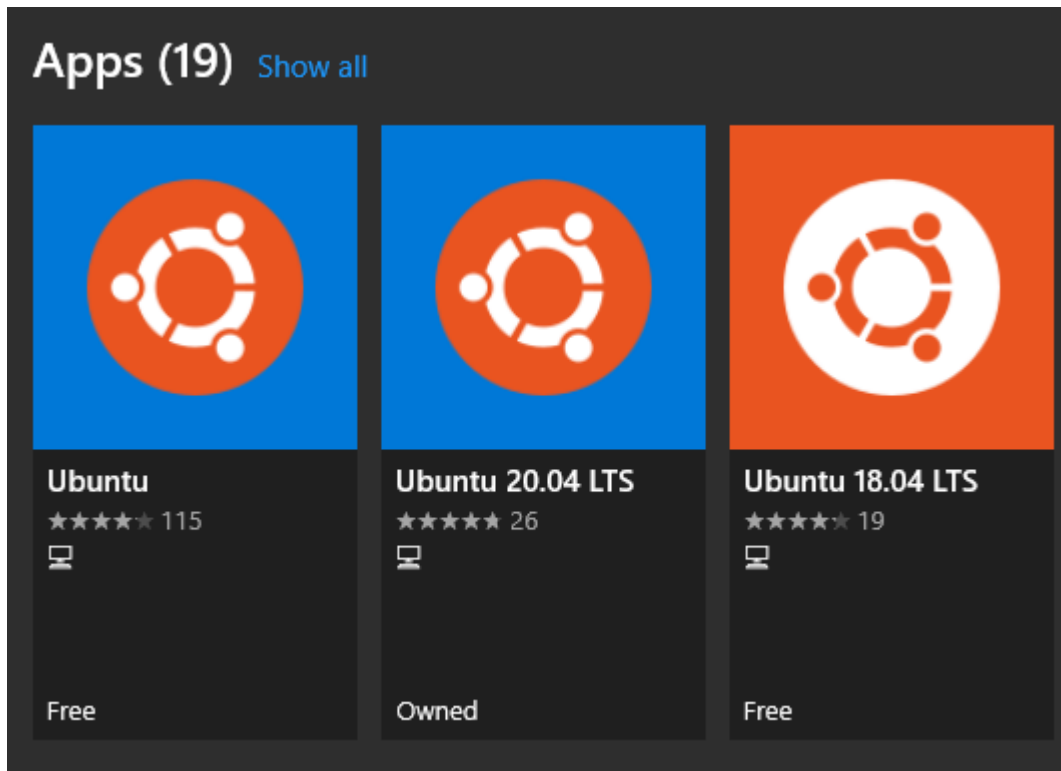 Apps (19) Show all
Ubuntu
115
Free
Ubuntu 20.04 LTS
26
Owned
Ubuntu 18.04 LTS
19
Free